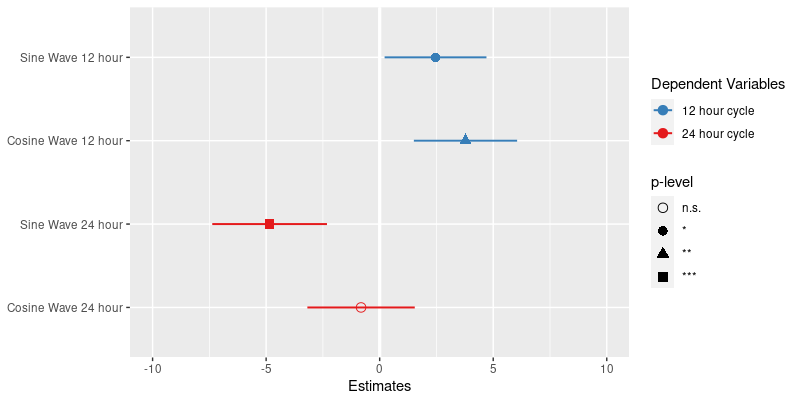 Sine Wave 12 hour
Cosine Wave 12 hour
Sine Wave 24 hour
Cosine Wave 24 hour
-10 -5 0 5 10
Estimates
Dependent Variables
12 hour cycle
24 hour cycle
p-level
n.s.
*
**
***